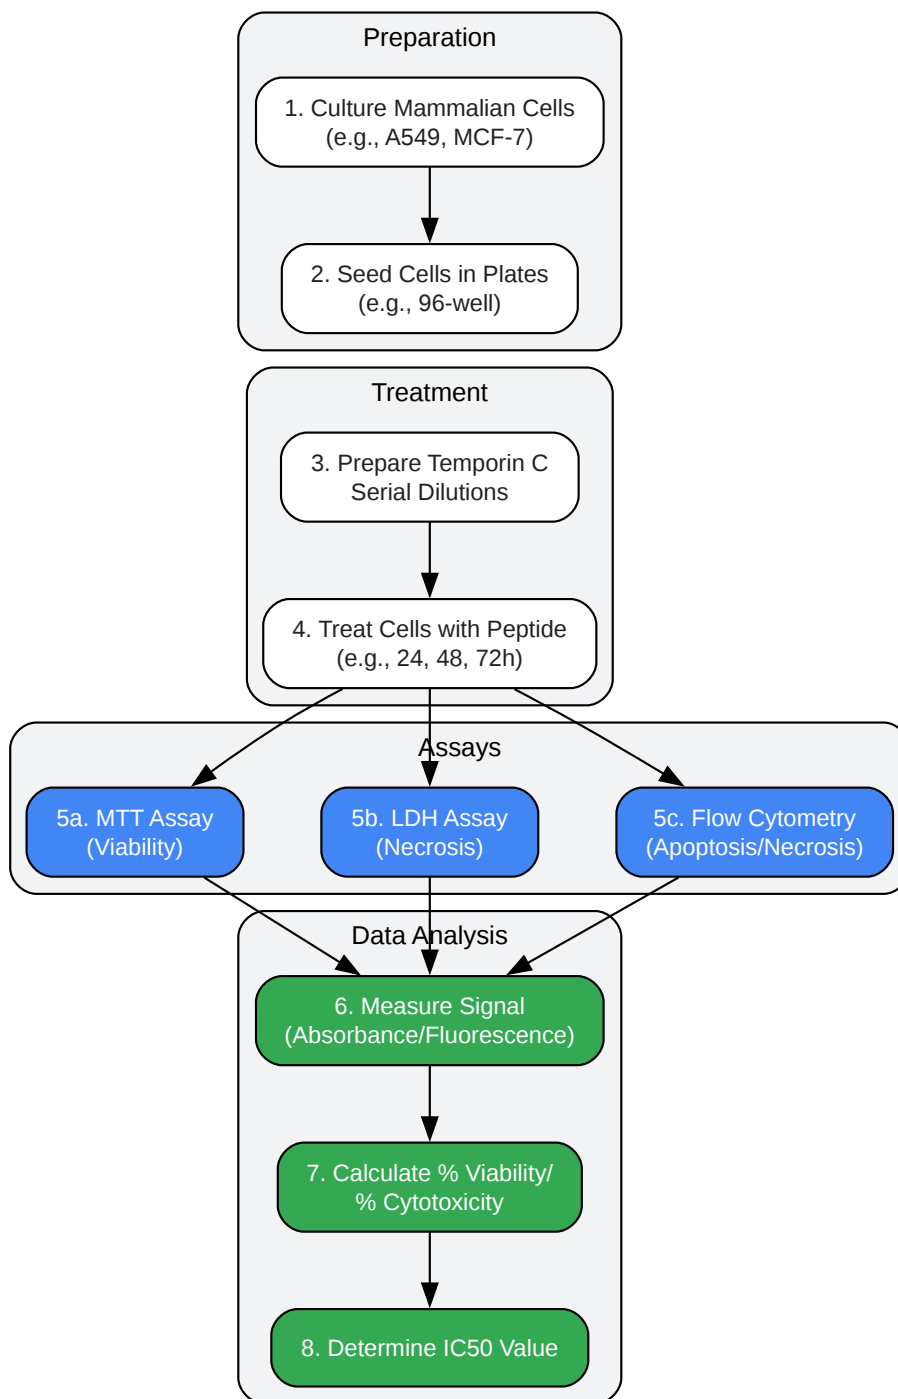 Preparation
1. Culture Mammalian Cells
(e.g., A549, MCF-7)
2. Seed Cells in Plates
(e.g., 96-well)
Treatment
3. Prepare Temporin C
Serial Dilutions
4. Treat Cells with Peptide
(e.g., 24, 48, 72h)
Assays
5a. MTT Assay
(Viability)
5b. LDH Assay
(Necrosis)
5c. Flow Cytometry
(Apoptosis/Necrosis)
Data Analysis
6. Measure Signal
(Absorbance/Fluorescence)
7. Calculate % Viability/
% Cytotoxicity
8. Determine IC50 Value